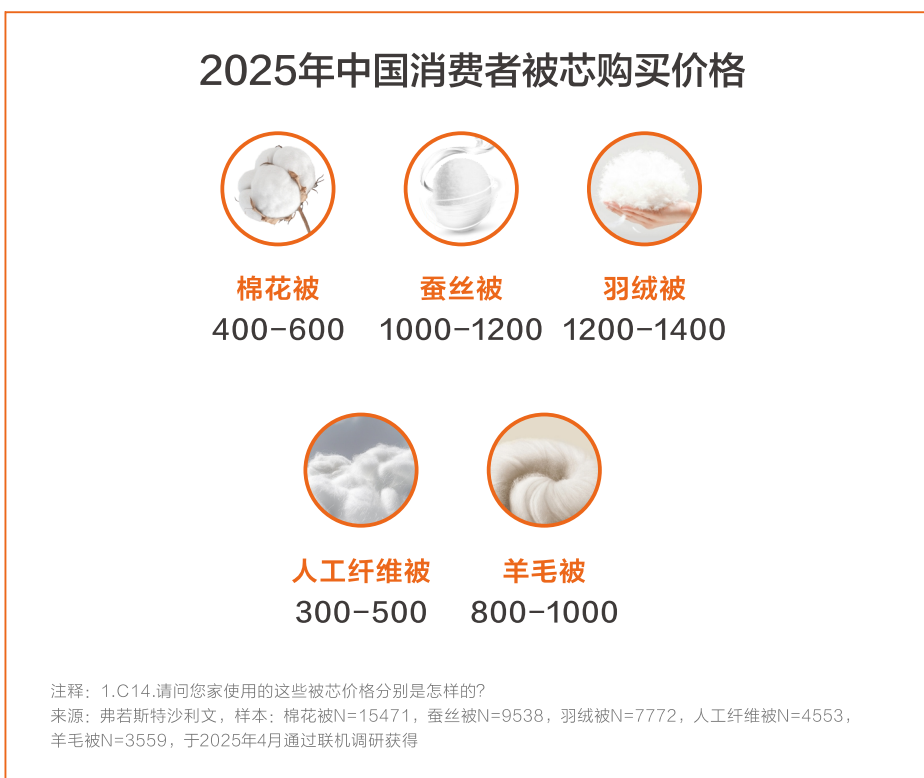 2025年中国消费者被芯购买价格
棉花被 蚕丝被 羽绒被
400-600 1000-1200 1200-1400
人工纤维被 羊毛被
300-500 800-1000
注释：1.C14.请问您家使用的这些被芯价格分别是怎样的?
来源：弗若斯特沙利文，样本：棉花被N=15471，蚕丝被N=9538，羽绒被N=7772，人工纤维被N=4553，
羊毛被N=3559，于2025年4月通过联机调研获得